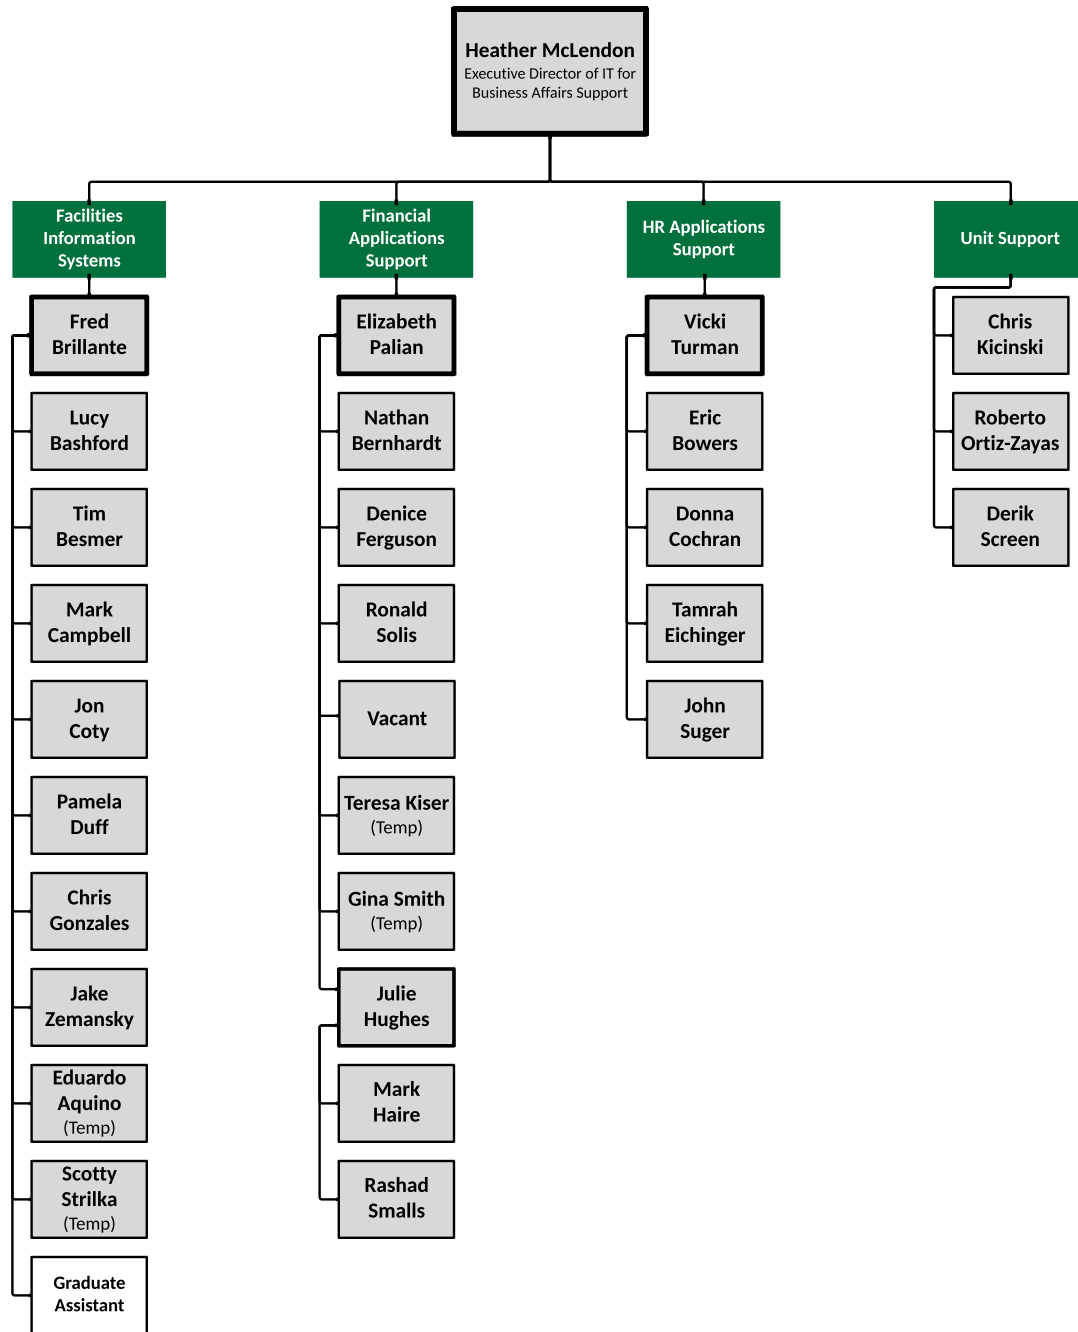 Heather McLendon
Executive Director of IT for
Business Affairs Support
Facilities
Information
Systems
Fred
Brillante
Lucy
Bashford
Tim
Besmer
Mark
Campbell
Jon
Coty
Pamela
Duff
Chris
Gonzales
Jake
Zemansky
Eduardo
Aquino
(Temp)
Scotty
Strilka
(Temp)
Graduate
Assistant
Financial
Applications
Support
Elizabeth
Palian
Nathan
Bernhardt
Denice
Ferguson
Ronald
Solis
Vacant
Teresa Kiser
(Temp)
Gina Smith
(Temp)
Julie
Hughes
Mark
Haire
Rashad
Smalls
HR Applications
Support
Vicki
Turman
Eric
Bowers
Donna
Cochran
Tamrah
Eichinger
John
Suger
Unit Support
Chris
Kicinski
Roberto
Ortiz-Zayas
Derik
Screen